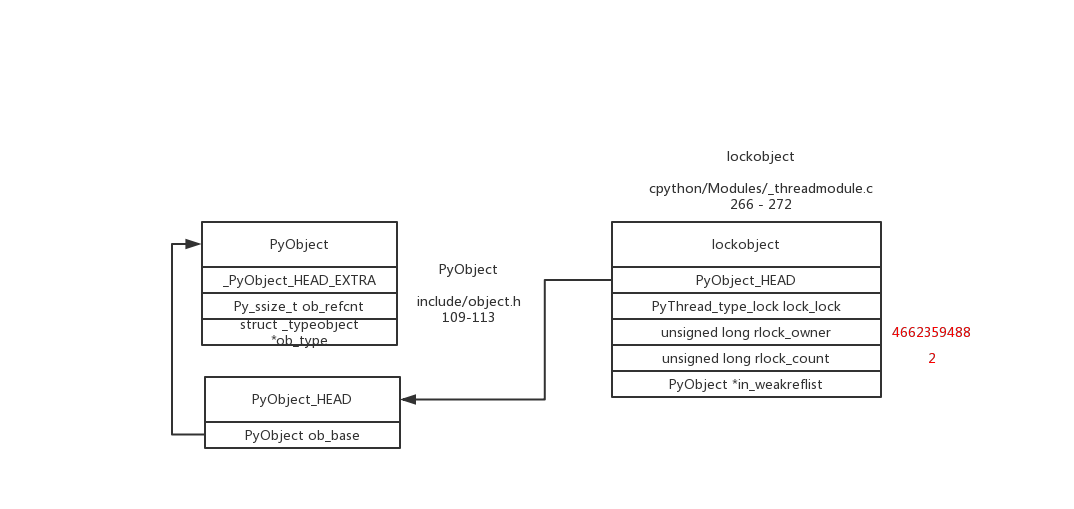 lockobject
cpython/Modules/_threadmodule.c
266 - 272
PyObject
_PyObject_HEAD_EXTRA
Py_ssize_t ob_refcnt
struct _typeobject
*ob_type
PyObject
include/object.h
109-113
PyObject_HEAD
PyObject ob_base
lockobject
PyObject_HEAD
PyThread_type_lock lock_lock
unsigned long rlock_owner
4662359488
unsigned long rlock_count
2
PyObject *in_weakreflist